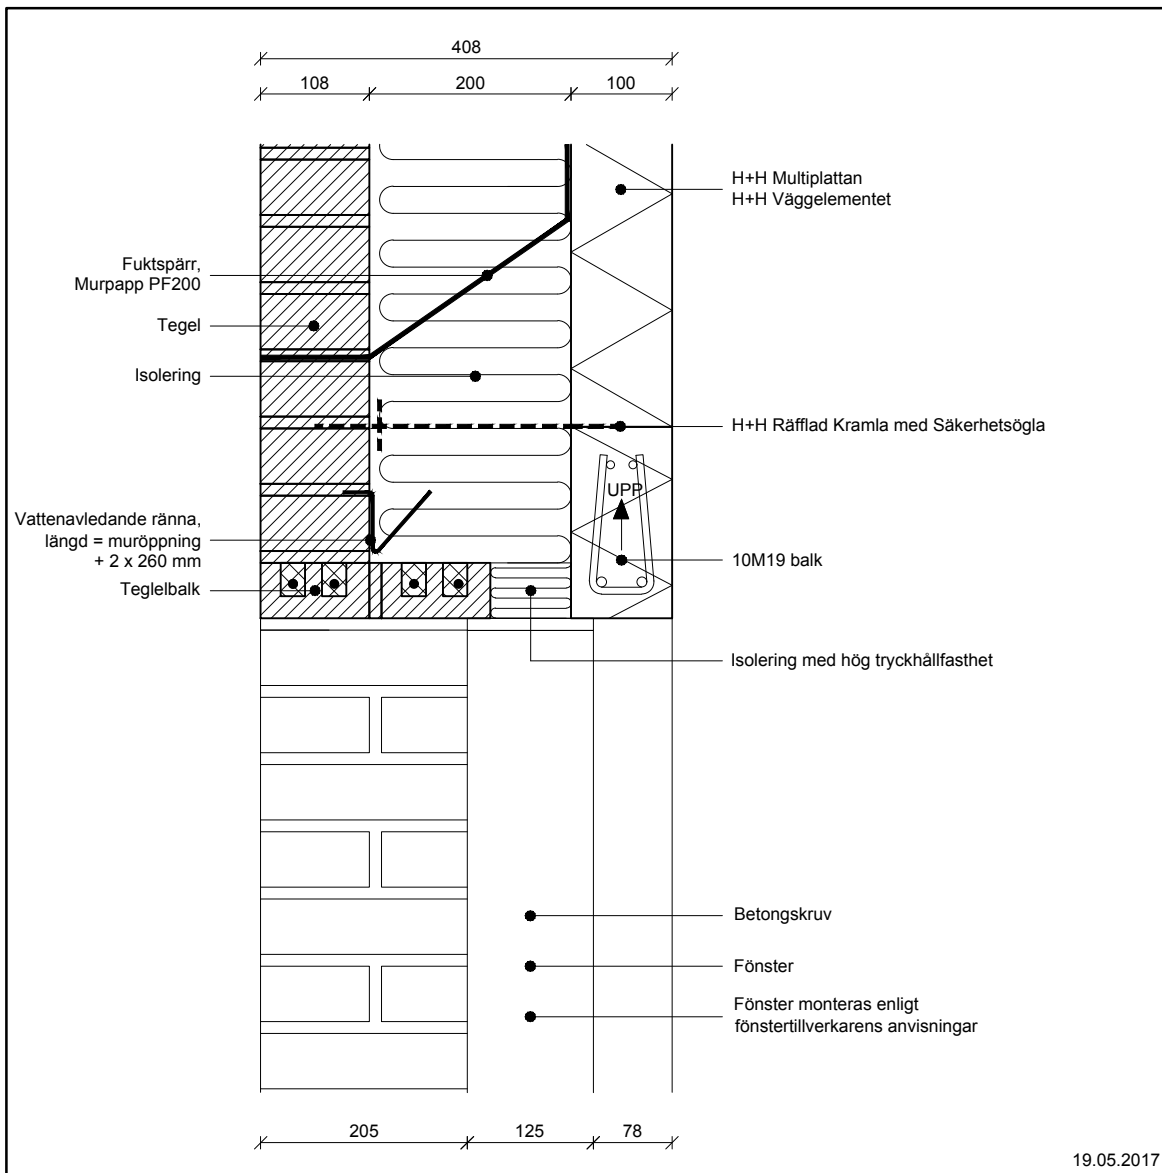 408
108
200
100
H+H Multiplattan
H+H Väggelementet
Fuktspärr,
Murpapp PF200
Tegel
Isolering
H+H Räfflad Kramla med Säkerhetsögla
UPP
Vattenavledande ränna,
längd = muröppning
+ 2 x 260 mm
10M19 balk
Teglelbalk
Isolering med hög tryckhållfasthet
Betongskruv
Fönster
Fönster monteras enligt
fönstertillverkarens anvisningar
205
125
78
19.05.2017